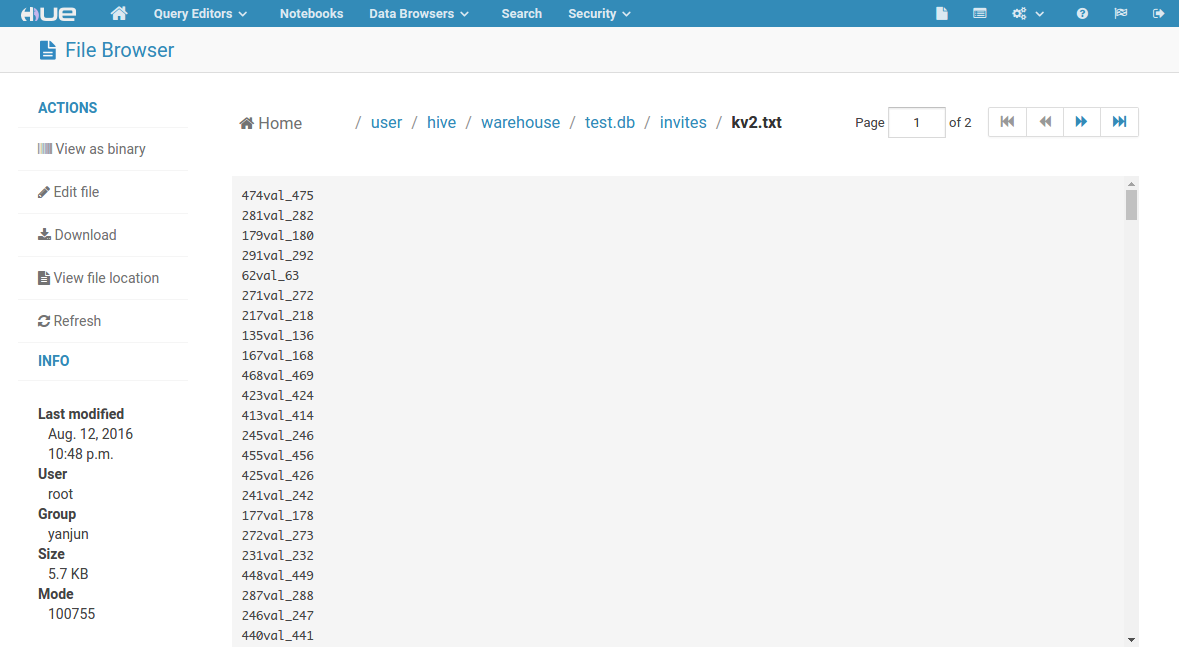 HUE Query Editors Notebooks Data Browsers Search Security
File Browser
ACTIONS
View as binary
Edit file
Download
View file location
Refresh
INFO
Last modified
Aug. 12, 2016
10:48 p.m.
User
root
Group
yanjun
Size
5.7 KB
Mode
100755
Home / user / hive / warehouse / test.db / invites / kv2.txt
Page 1 of 2
474val_475
281val_282
179val_180
291val_292
62val_63
271val_272
217val_218
135val_136
167val_168
468val_469
423val_424
413val_414
245val_246
455val_456
425val_426
241val_242
177val_178
272val_273
231val_232
448val_449
287val_288
246val_247
440val_441